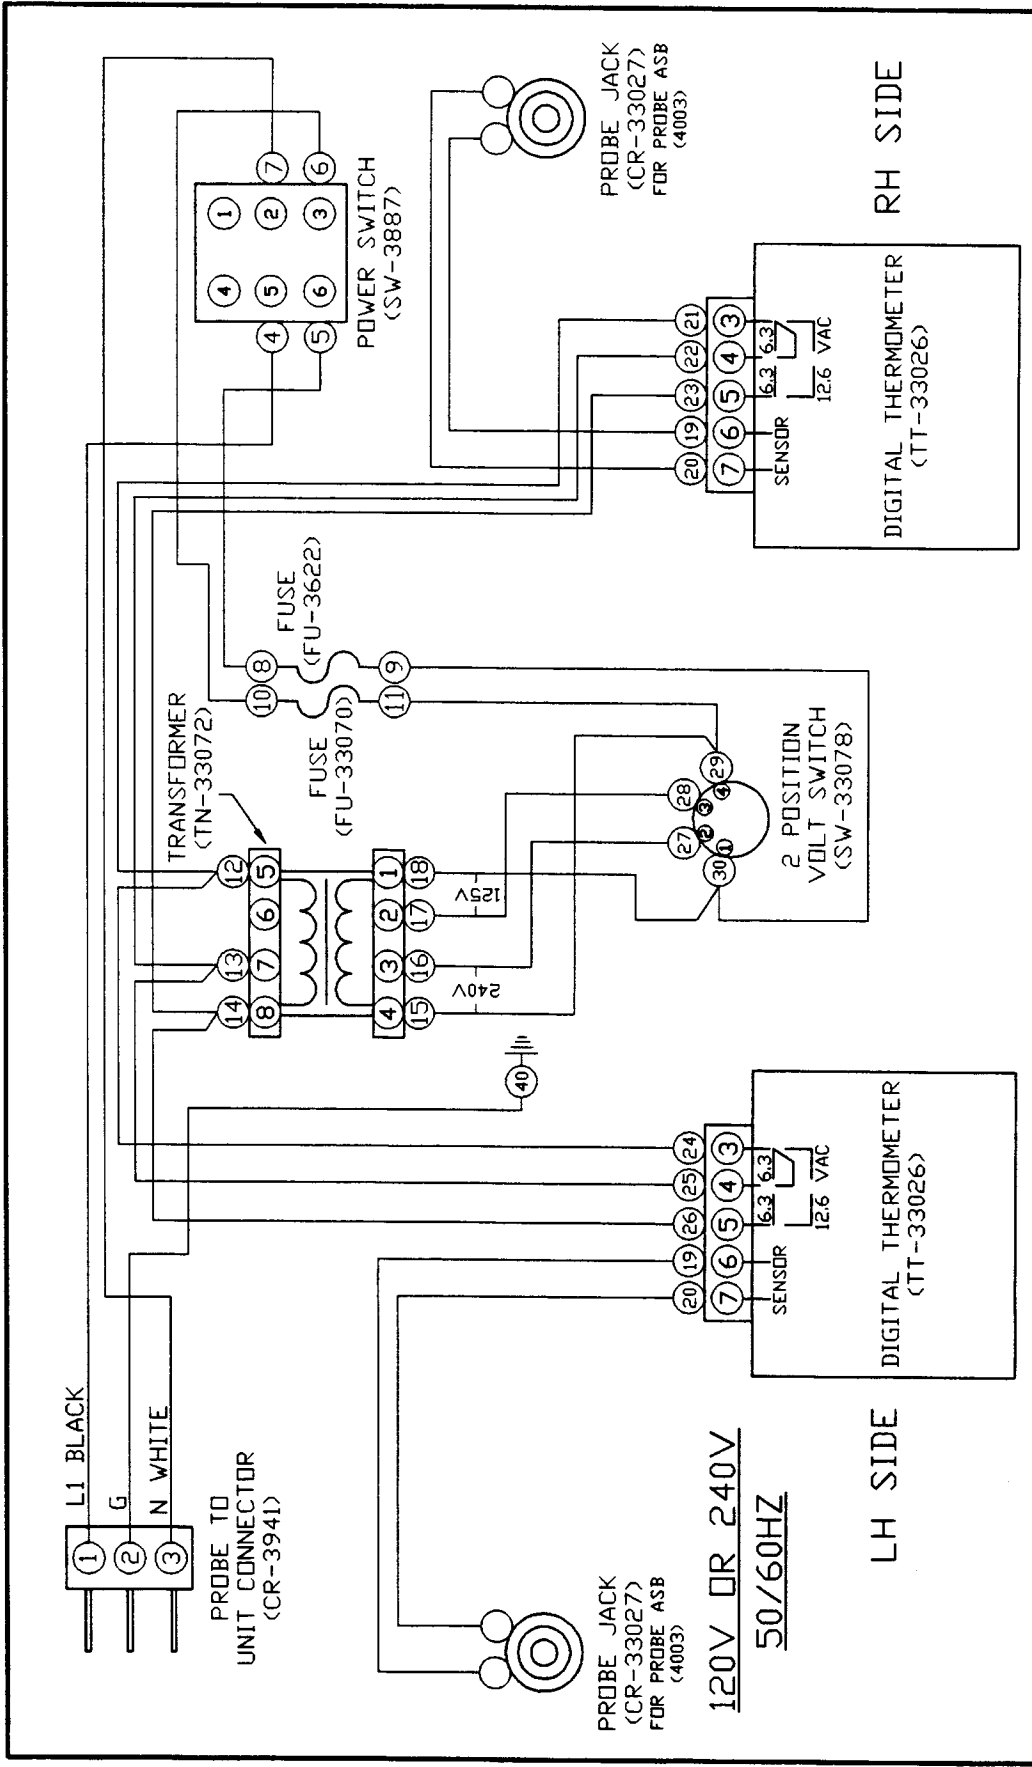 L1 BLACK
G
N WHITE
1
2
3
PROBE TO
UNIT CONNECTOR
(CR-3941)
PROBE JACK
(CR-33027)
FOR PROBE ASB
(4003)
120V OR 240V
50/60HZ
LH SIDE
20
19
26
25
24
7
6
5
4
3
SENSOR
6.3
6.3
12.6 VAC
DIGITAL THERMOMETER
(TT-33026)
40
TRANSFORMER
(TN-33072)
14
13
12
8
7
6
5
4
3
2
1
15
16
17
18
240V
125V
FUSE
(FU-33070)
FUSE
(FU-3622)
10
8
11
9
27
28
29
30
1
2
3
4
2 POSITION
VOLT SWITCH
(SW-33078)
4
5
4
5
6
1
2
3
7
6
POWER SWITCH
(SW-3887)
PROBE JACK
(CR-33027)
FOR PROBE ASB
(4003)
20
19
23
22
21
7
6
5
4
3
SENSOR
6.3
6.3
12.6 VAC
DIGITAL THERMOMETER
(TT-33026)
RH SIDE